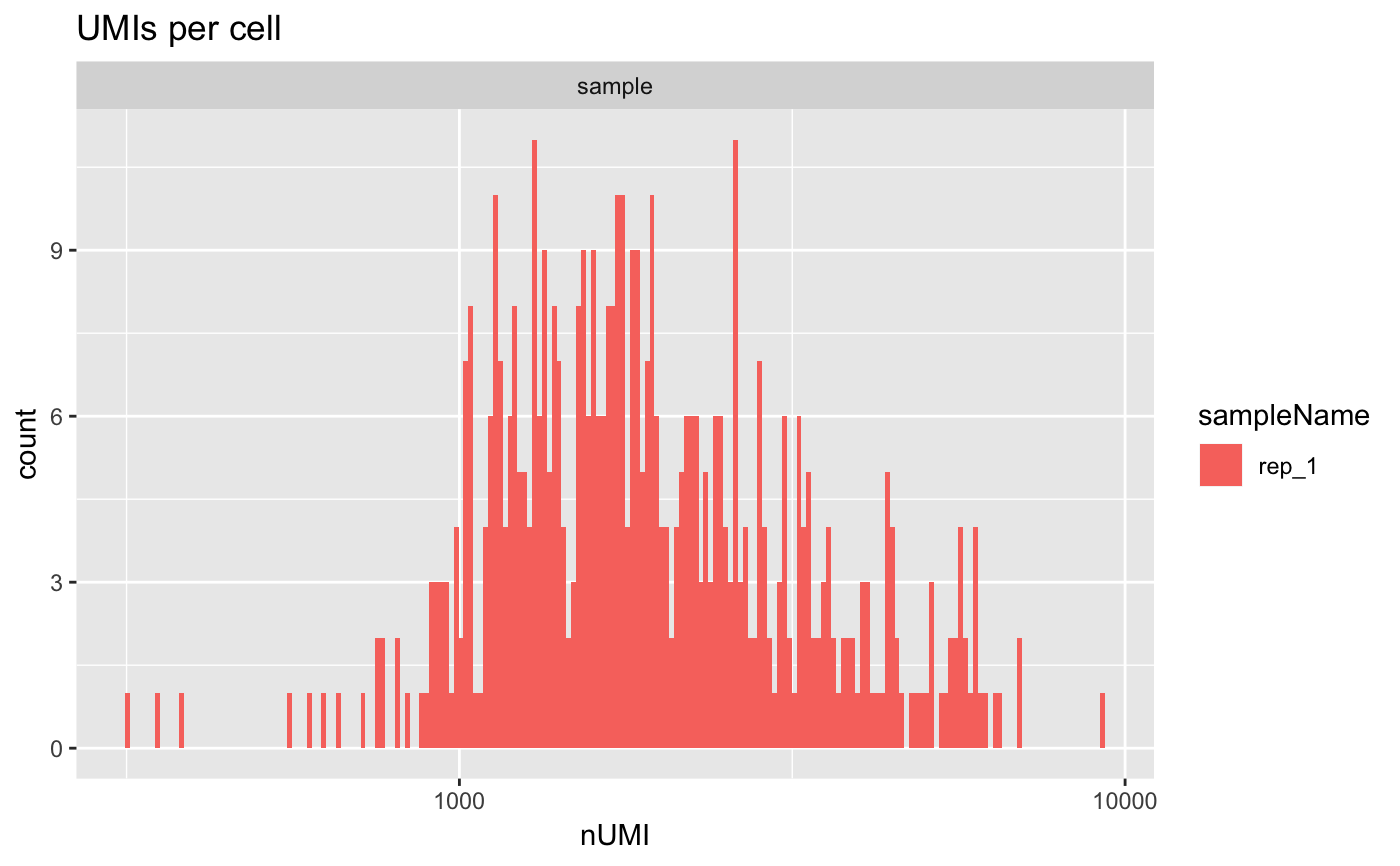 UMIs per cell
sample
9
6
3
0
count
1000
10000
nUMI
sampleName
rep_1